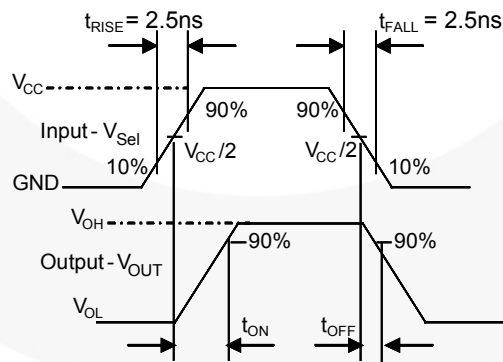 tRISE = 2.5ns
tFALL = 2.5ns
VCC
90%
90%
Input - VSel
VCC/2
VCC/2
10%
10%
GND
VOH
90%
90%
Output - VOUT
VOL
tON
tOFF